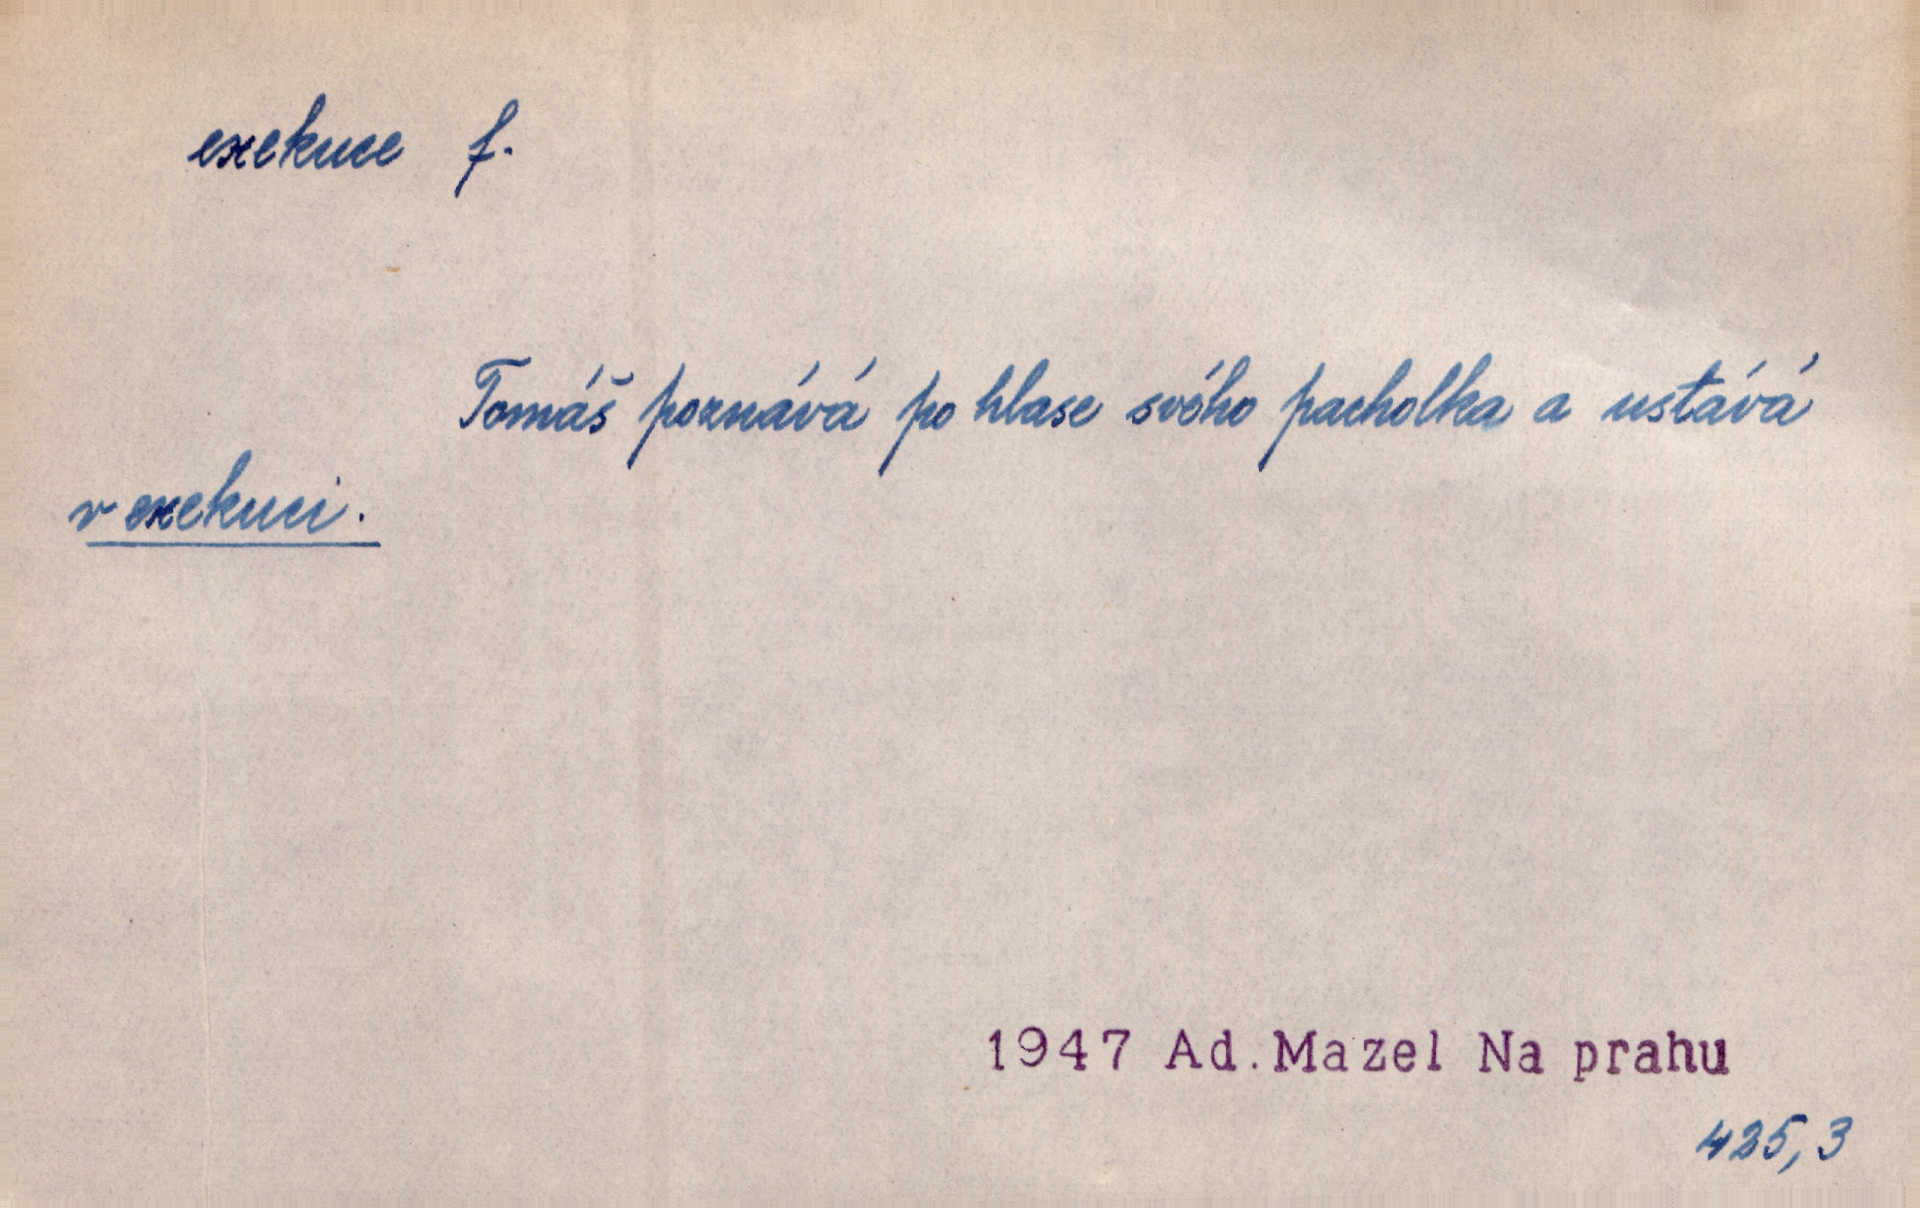 exekuce f.
Tomáš poznává po hlase svého pacholka a ustává
v exekuci.
1947 Ad. Mazel Na prahu
425,3